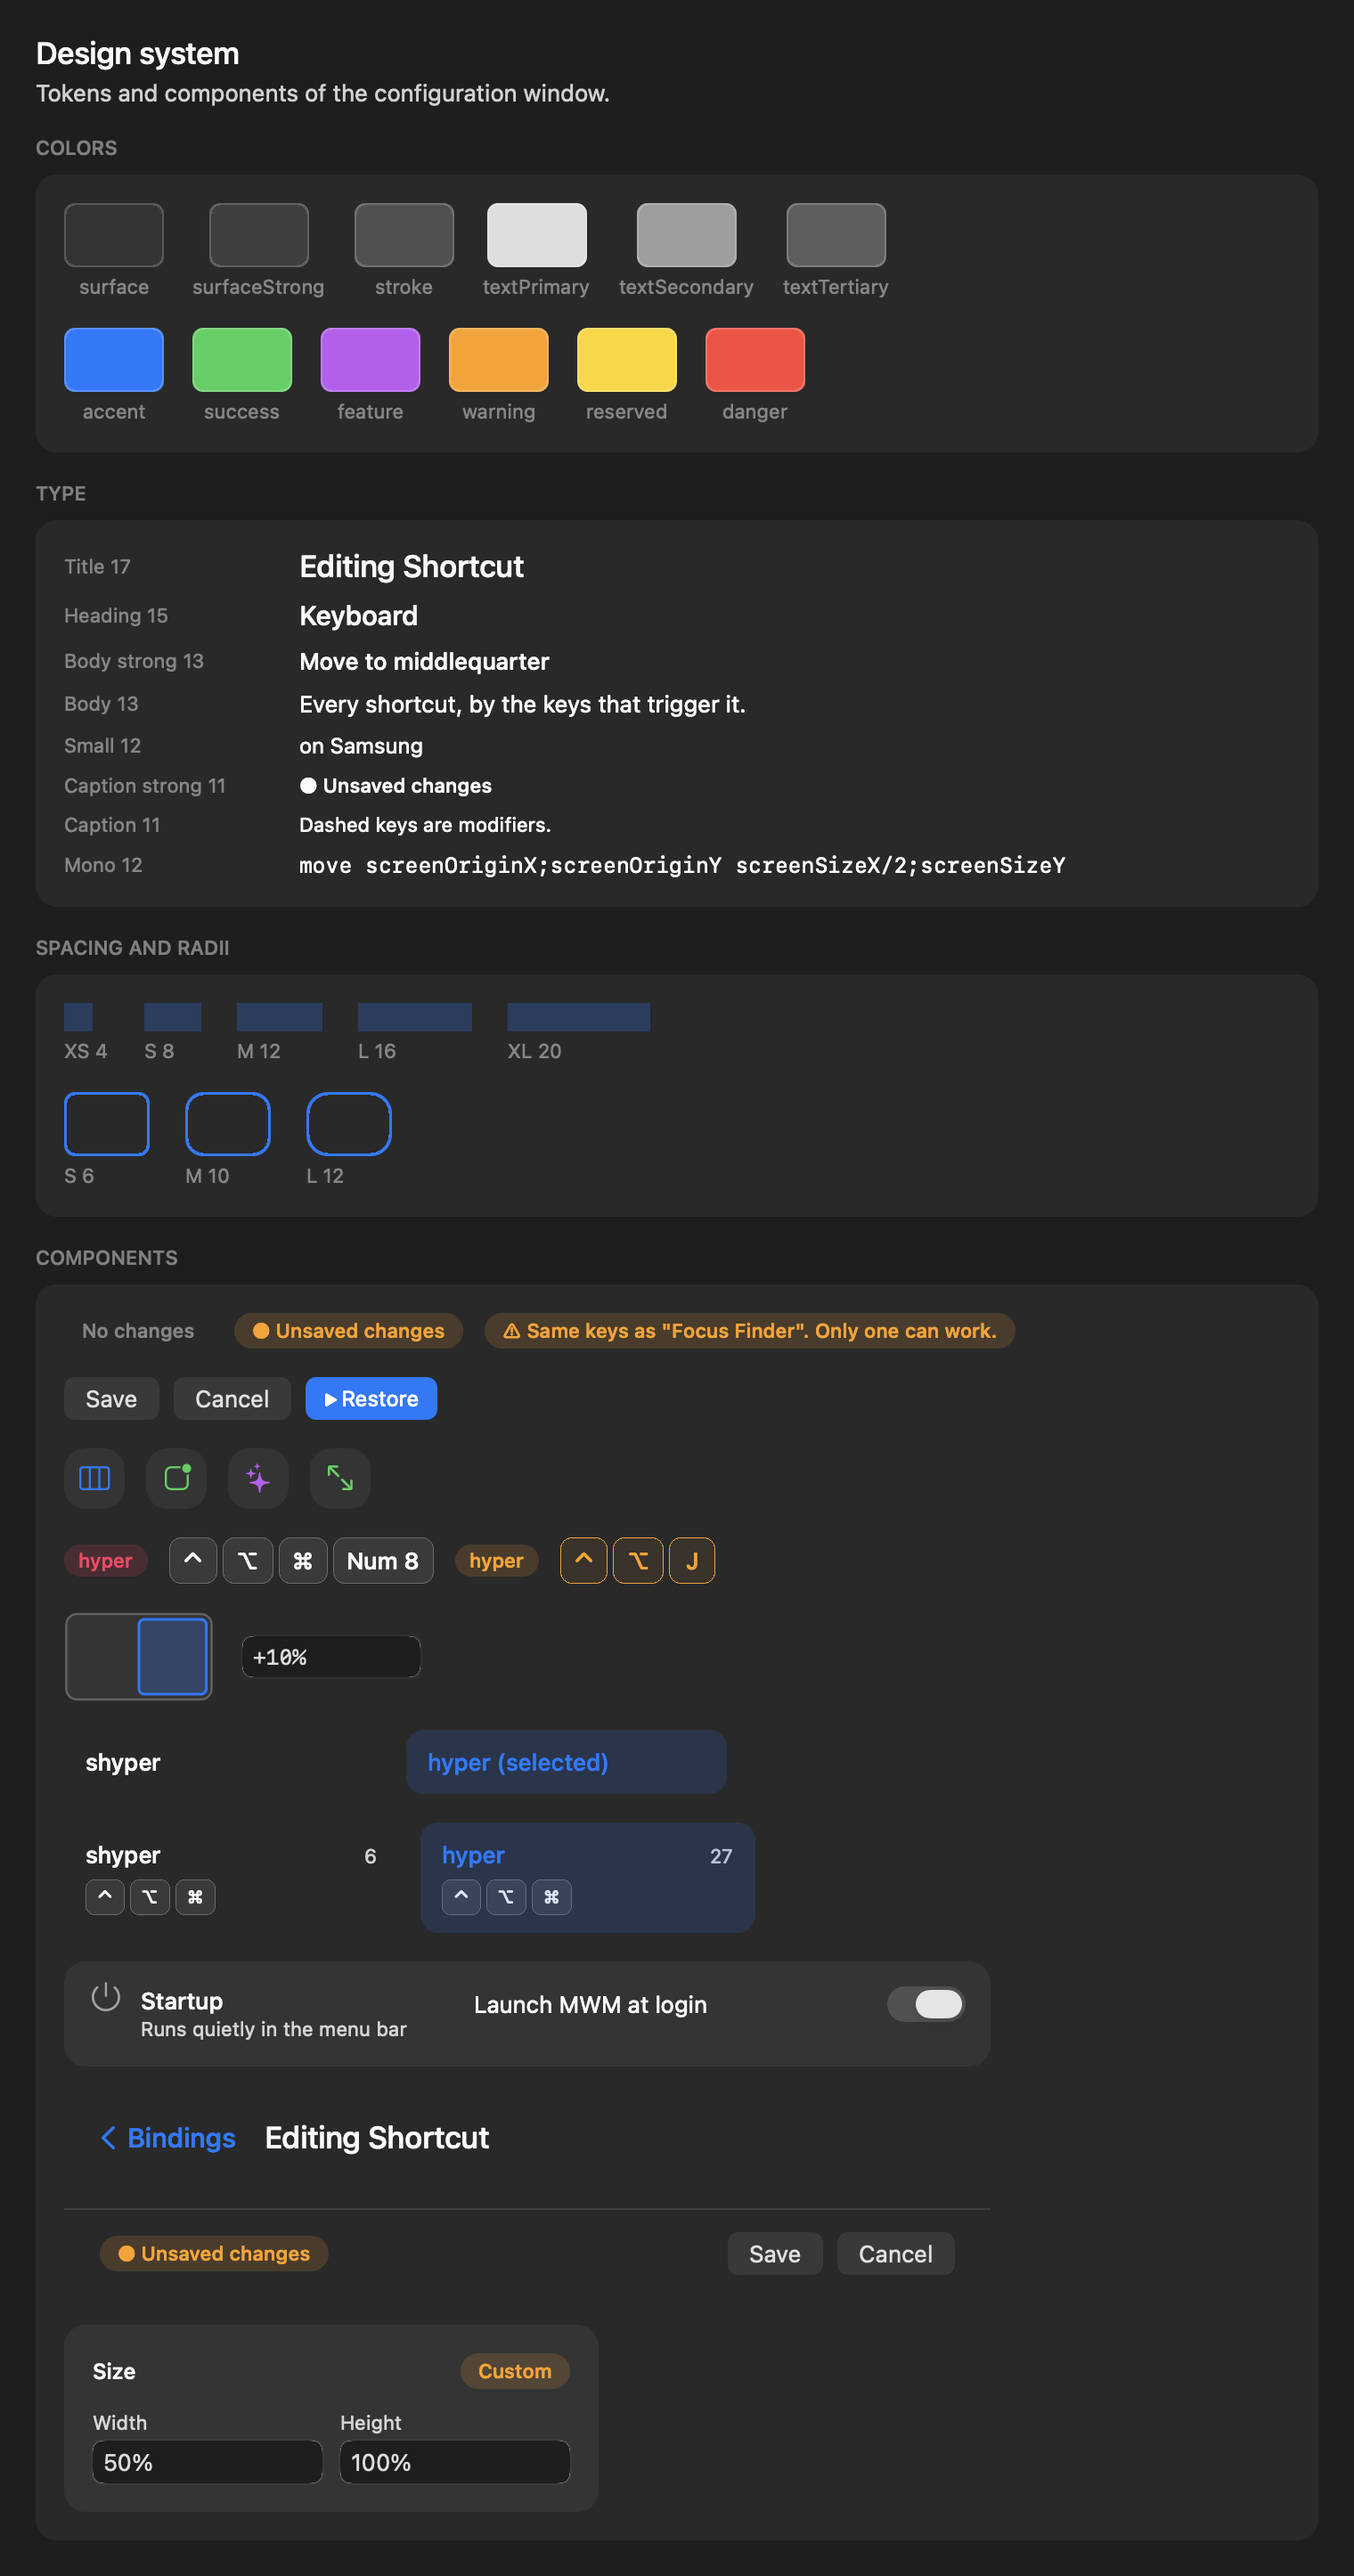 Design system
Tokens and components of the configuration window.
COLORS
surface surfaceStrong stroke textPrimary textSecondary textTertiary
accent success feature warning reserved danger
TYPE
Title 17 Editing Shortcut
Heading 15 Keyboard
Body strong 13 Move to middlequarter
Body 13 Every shortcut, by the keys that trigger it.
Small 12 on Samsung
Caption strong 11 Unsaved changes
Caption 11 Dashed keys are modifiers.
Mono 12 move screenOriginX;screenOriginY screenSizeX/2;screenSizeY
SPACING AND RADII
XS 4 S 8 M 12 L 16 XL 20
S 6 M 10 L 12
COMPONENTS
No changes Unsaved changes ⚠ Same keys as "Focus Finder". Only one can work.
Save Cancel Restore
hyper ⌃ ⌥ ⌘ Num 8 hyper ⌃ ⌥ J
+10%
shyper hyper (selected)
shyper 6 hyper 27
⌃ ⌥ ⌘ ⌃ ⌥ ⌘
Startup Launch MWM at login
Runs quietly in the menu bar
Bindings Editing Shortcut
Unsaved changes Save Cancel
Size Custom
Width Height
50% 100%